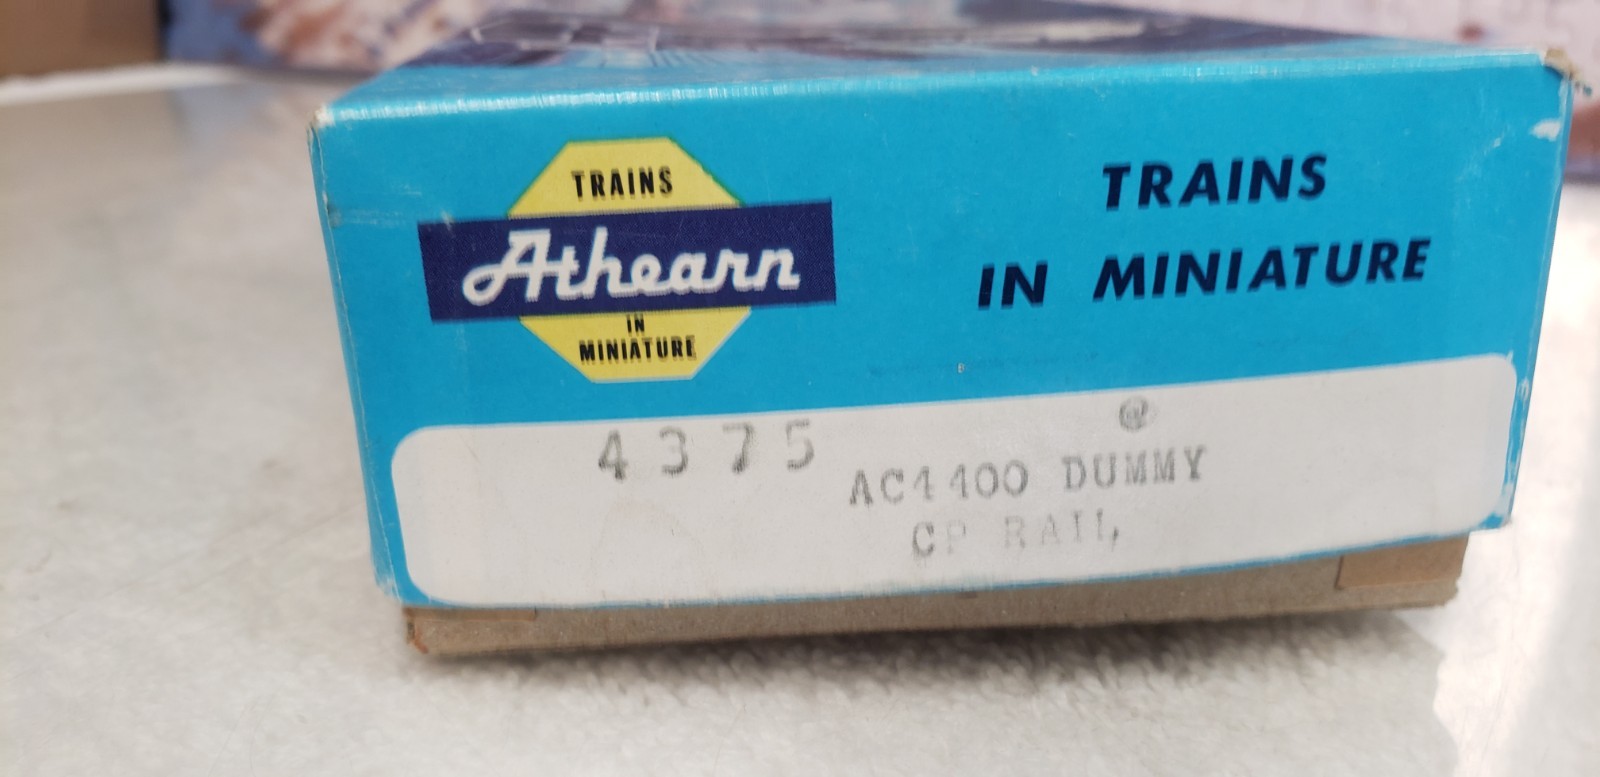 TRAINS
Athearn
IN
MINIATURE
TRAINS
IN MINIATURE
@
4375
AC4400 DUMMY
CP RAIL